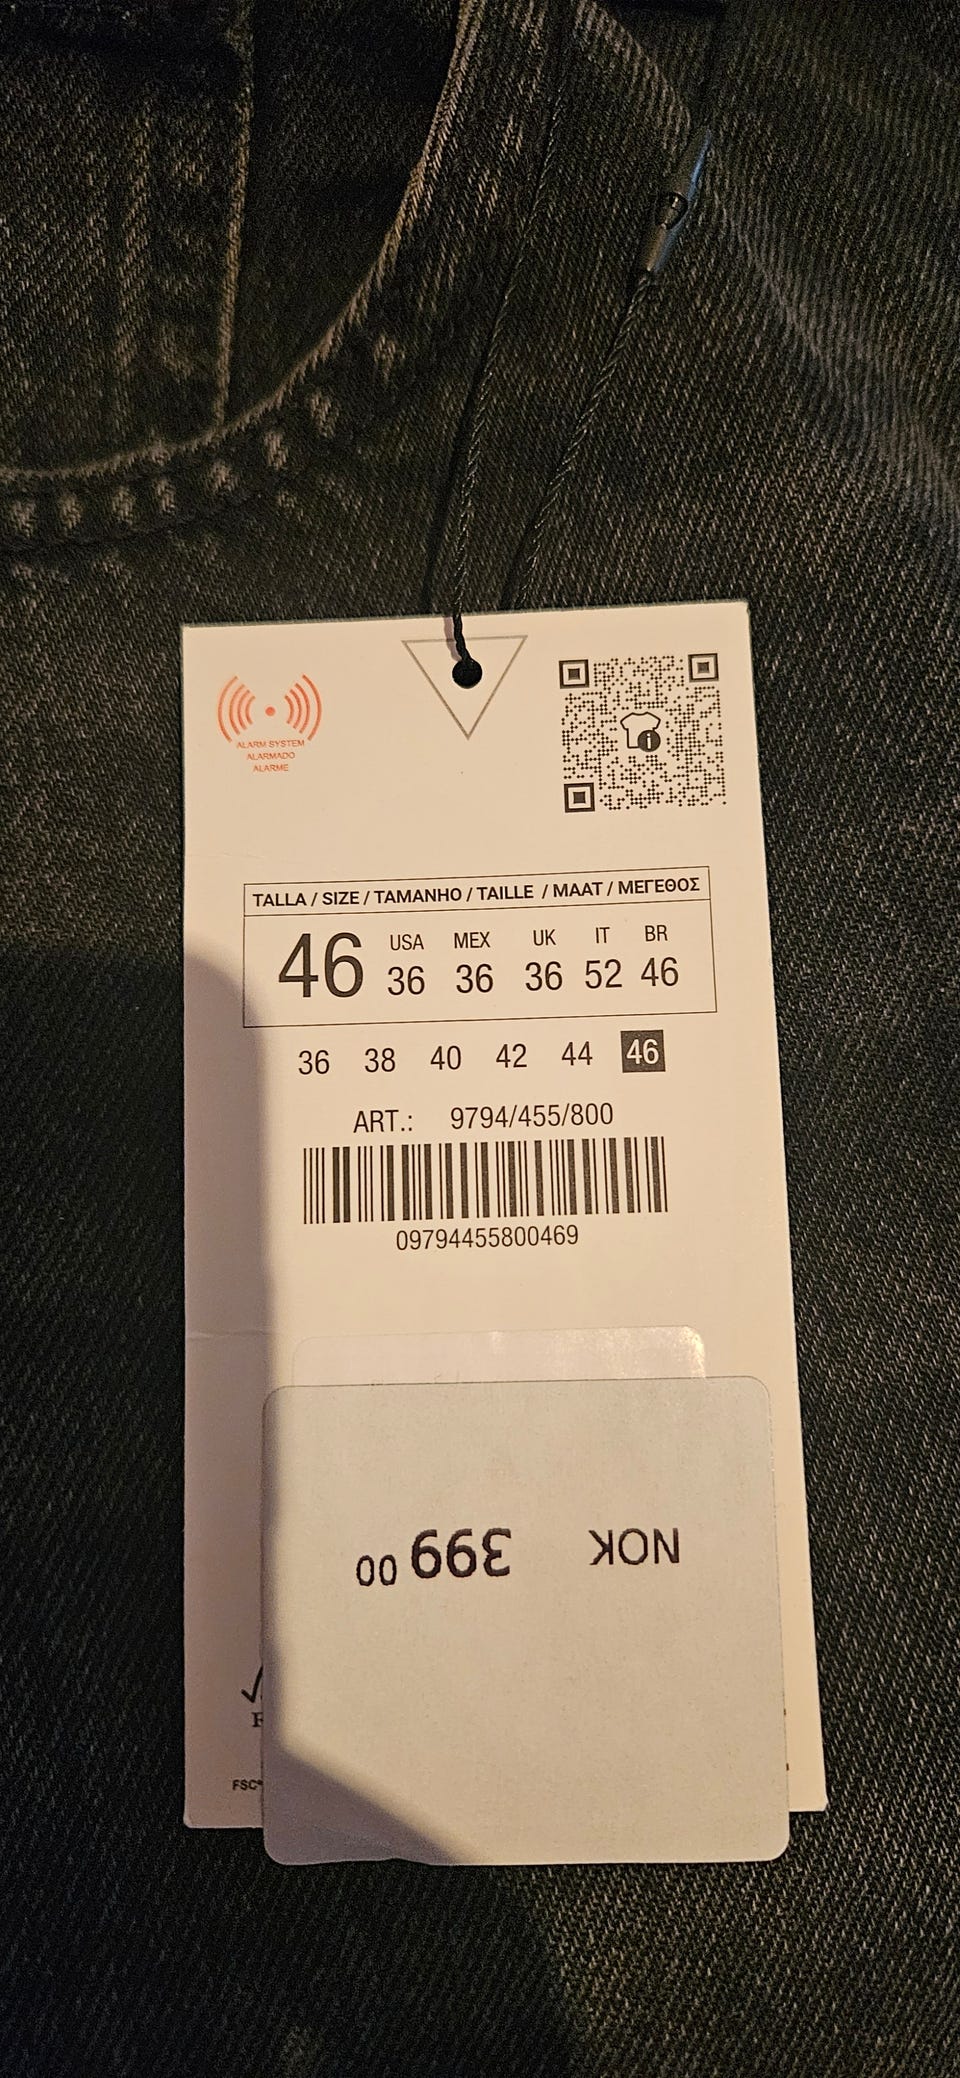 ALARM SYSTEM
ALARMADO
ALARME
TALLA / SIZE / TAMANHO / TAILLE / MAAT / ΜΕΓΕΘΟΣ
46 USA MEX UK IT BR
36 36 36 52 46
36 38 40 42 44 46
ART.: 9794/455/800
09794455800469
NOK 399 00
FSC®